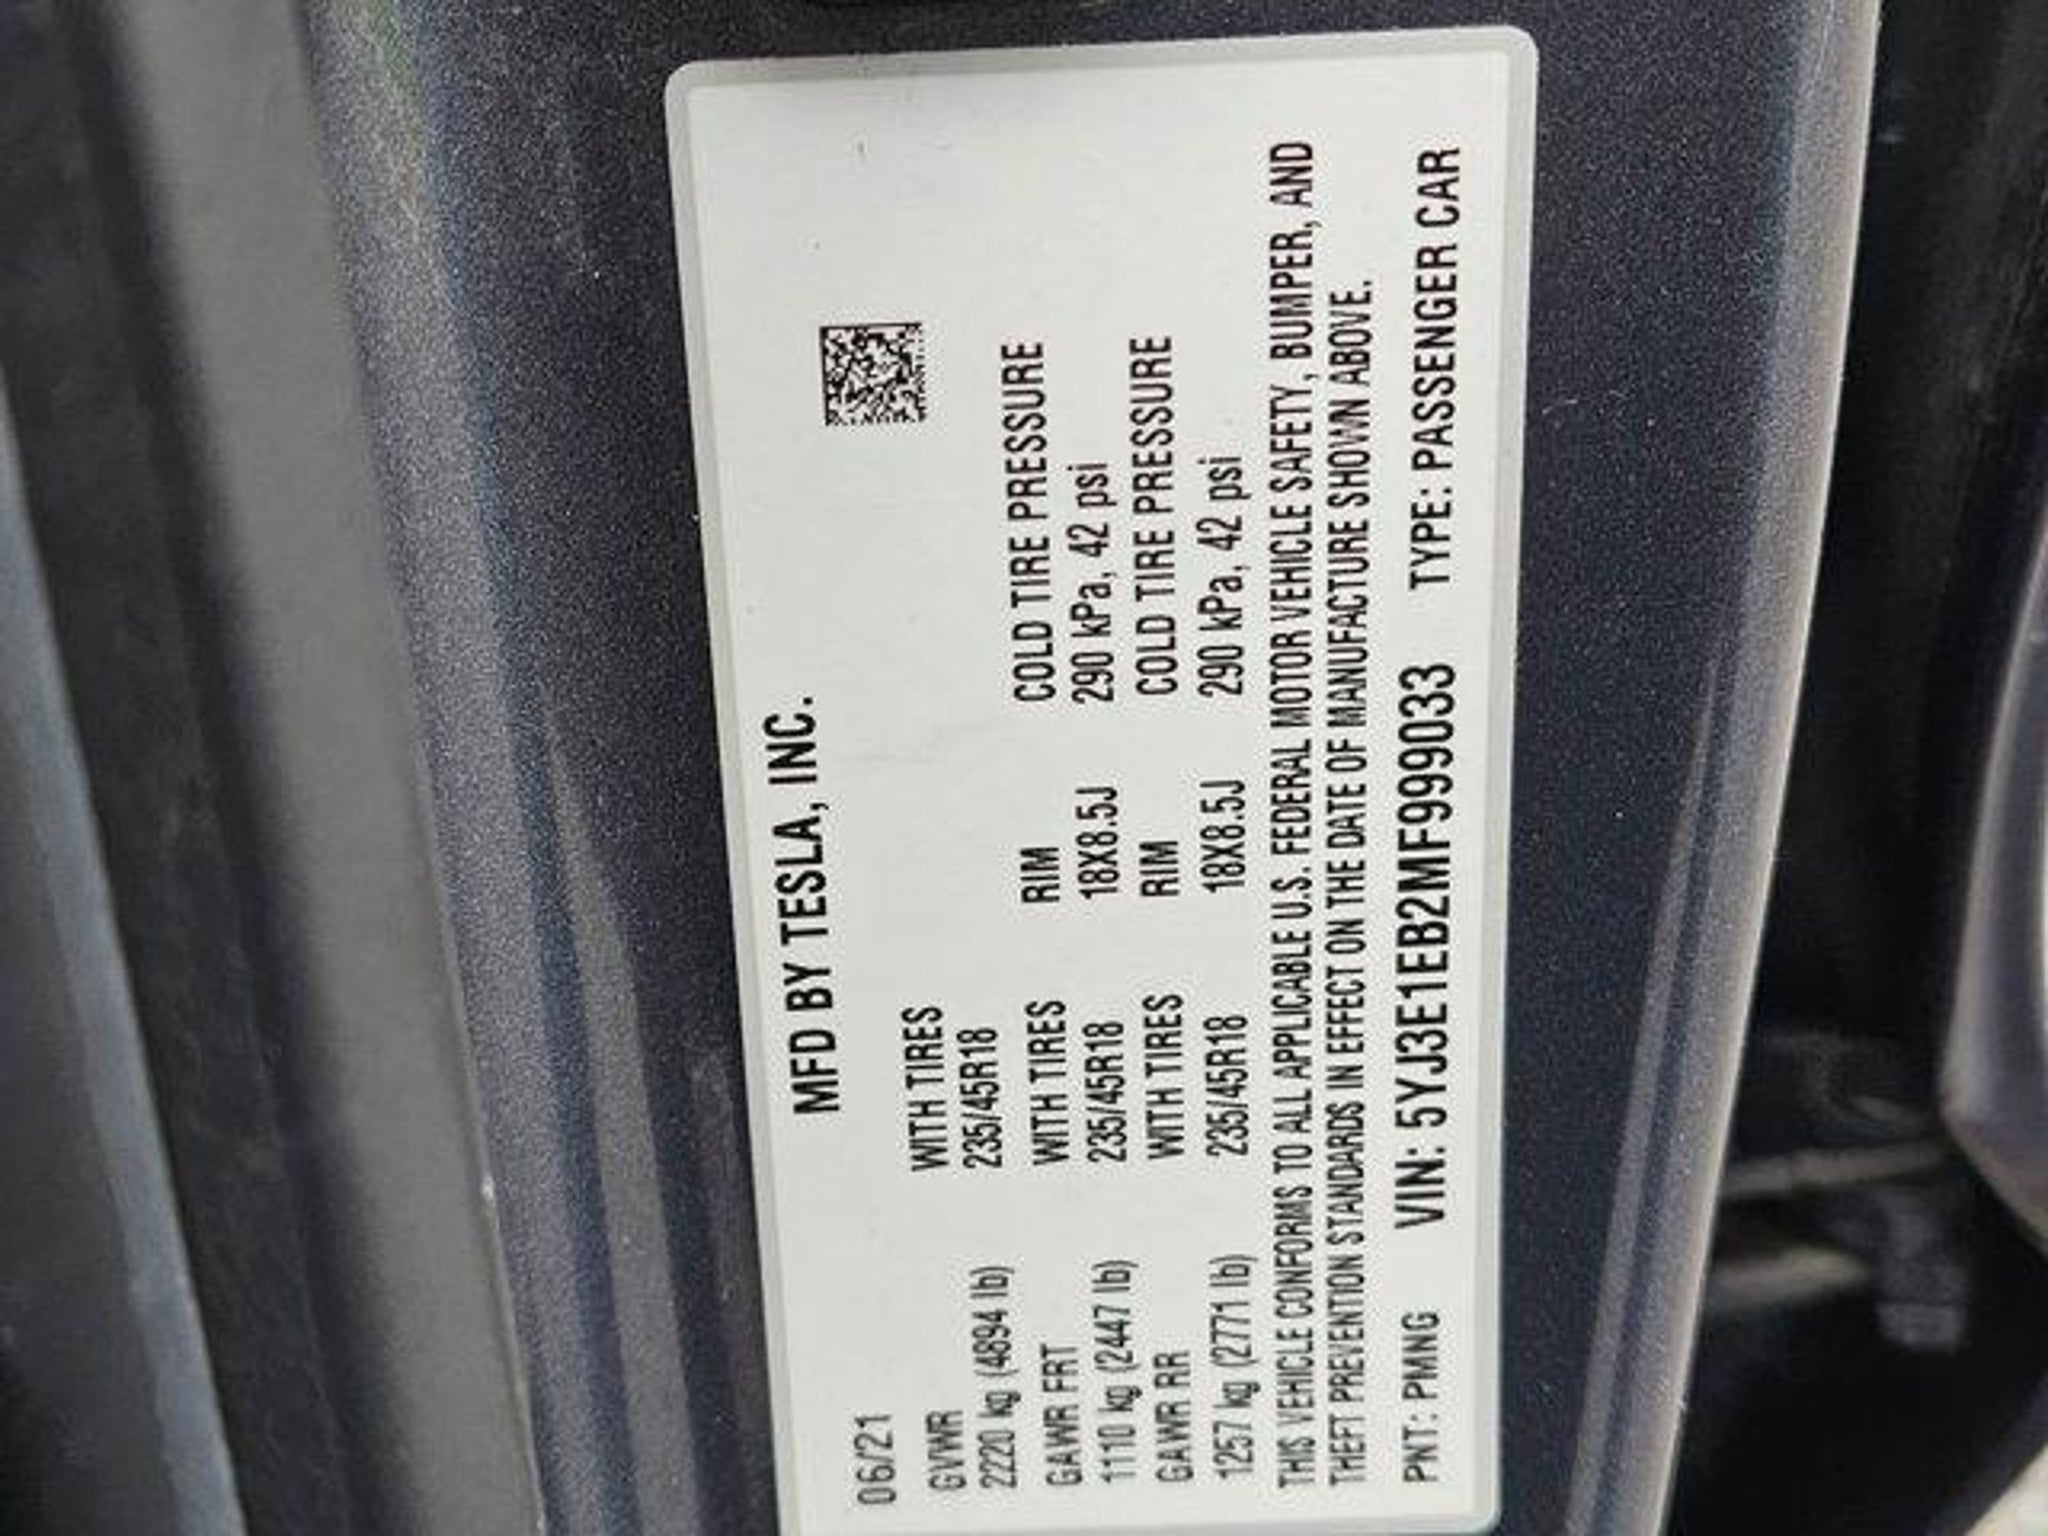 MFD BY TESLA, INC.
06/21
GVWR WITH TIRES
2220 kg (4894 lb) 235/45R18
GAWR FRT WITH TIRES RIM COLD TIRE PRESSURE
1110 kg (2447 lb) 235/45R18 18X8.5J 290 kPa, 42 psi
GAWR RR WITH TIRES RIM COLD TIRE PRESSURE
1257 kg (2771 lb) 235/45R18 18X8.5J 290 kPa, 42 psi
THIS VEHICLE CONFORMS TO ALL APPLICABLE U.S. FEDERAL MOTOR VEHICLE SAFETY, BUMPER, AND
THEFT PREVENTION STANDARDS IN EFFECT ON THE DATE OF MANUFACTURE SHOWN ABOVE.
PNT: PMNG VIN: 5YJ3E1EB2MF999033 TYPE: PASSENGER CAR